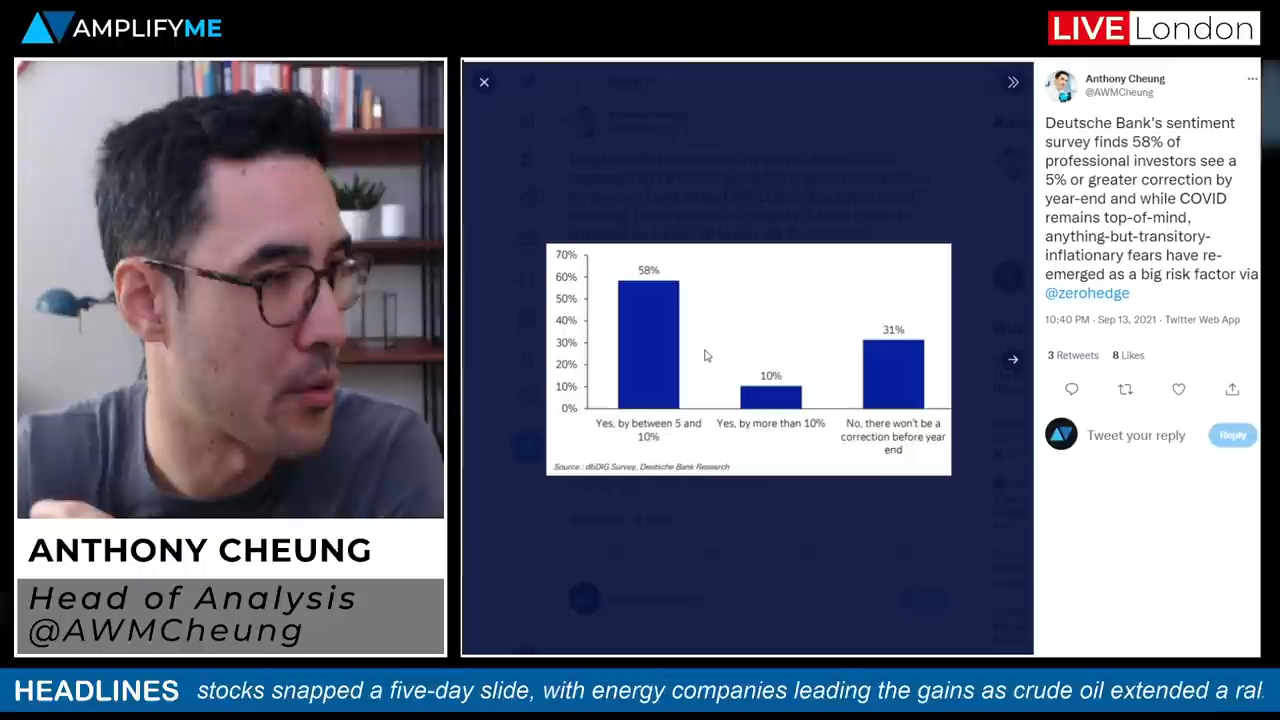 AMPLIFYME
LIVE London
Anthony Cheung
@AWMCheung
Deutsche Bank's sentiment
survey finds 58% of
professional investors see a
5% or greater correction by
year-end and while COVID
remains top-of-mind,
anything-but-transitory-
inflationary fears have re-
emerged as a big risk factor via
@zerohedge
10:40 PM · Sep 13, 2021 · Twitter Web App
3 Retweets 8 Likes
Tweet your reply
Reply
70%
60%
50%
40%
30%
20%
10%
0%
58%
10%
31%
Yes, by between 5 and
10%
Yes, by more than 10%
No, there won't be a
correction before year
end
Source: dbDIG Survey, Deutsche Bank Research
ANTHONY CHEUNG
Head of Analysis
@AWMCheung
HEADLINES stocks snapped a five-day slide, with energy companies leading the gains as crude oil extended a ral